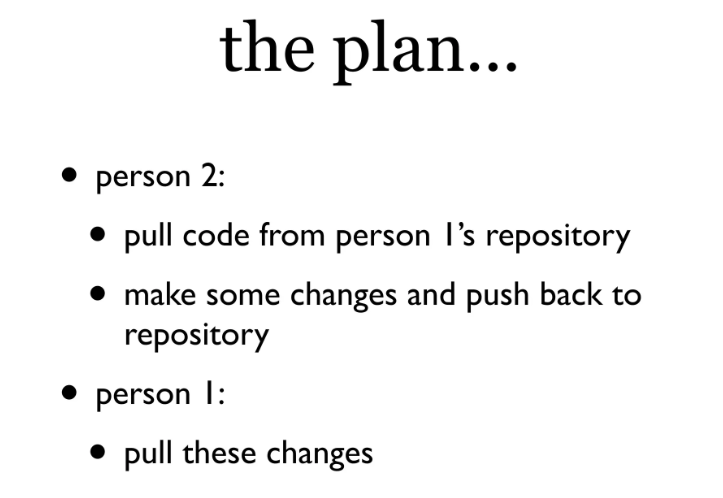 the plan...
• person 2:
• pull code from person 1’s repository
• make some changes and push back to
repository
• person 1:
• pull these changes